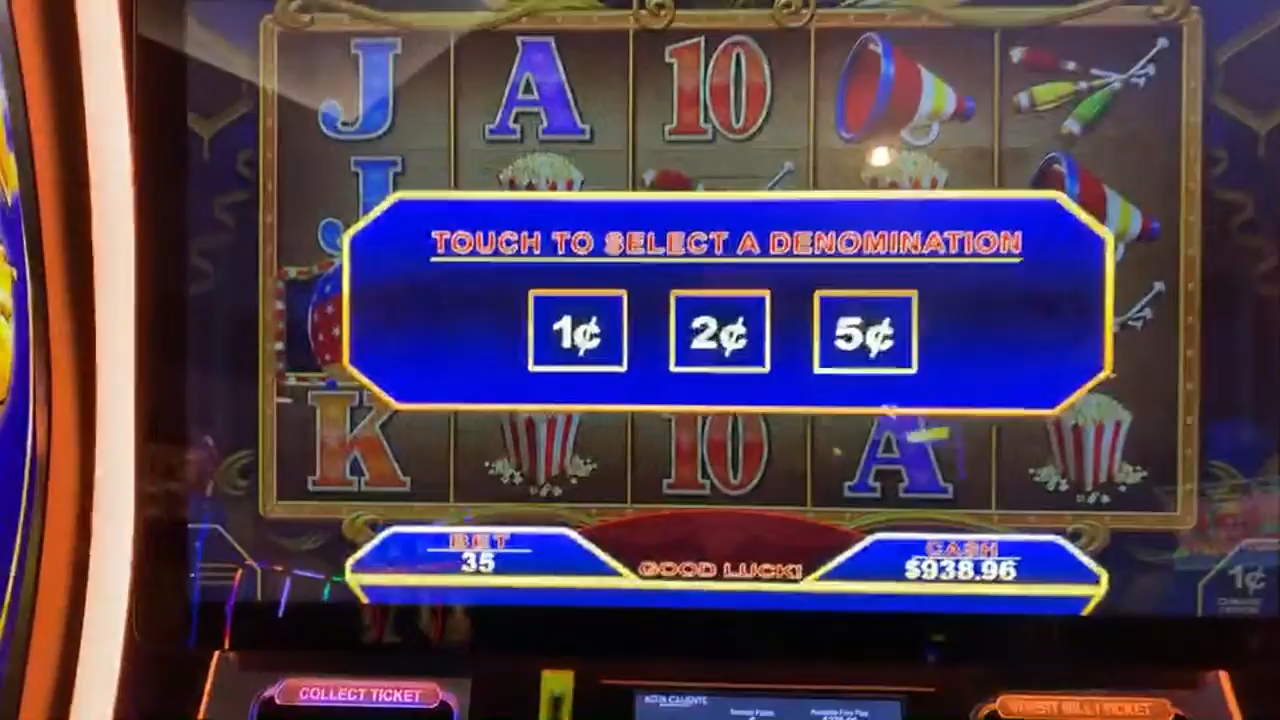 J A 10
J
TOUCH TO SELECT A DENOMINATION
1¢ 2¢ 5¢
K 10 A
BET
35
GOOD LUCK!
CASH
$938.96
1¢
COLLECT TICKET